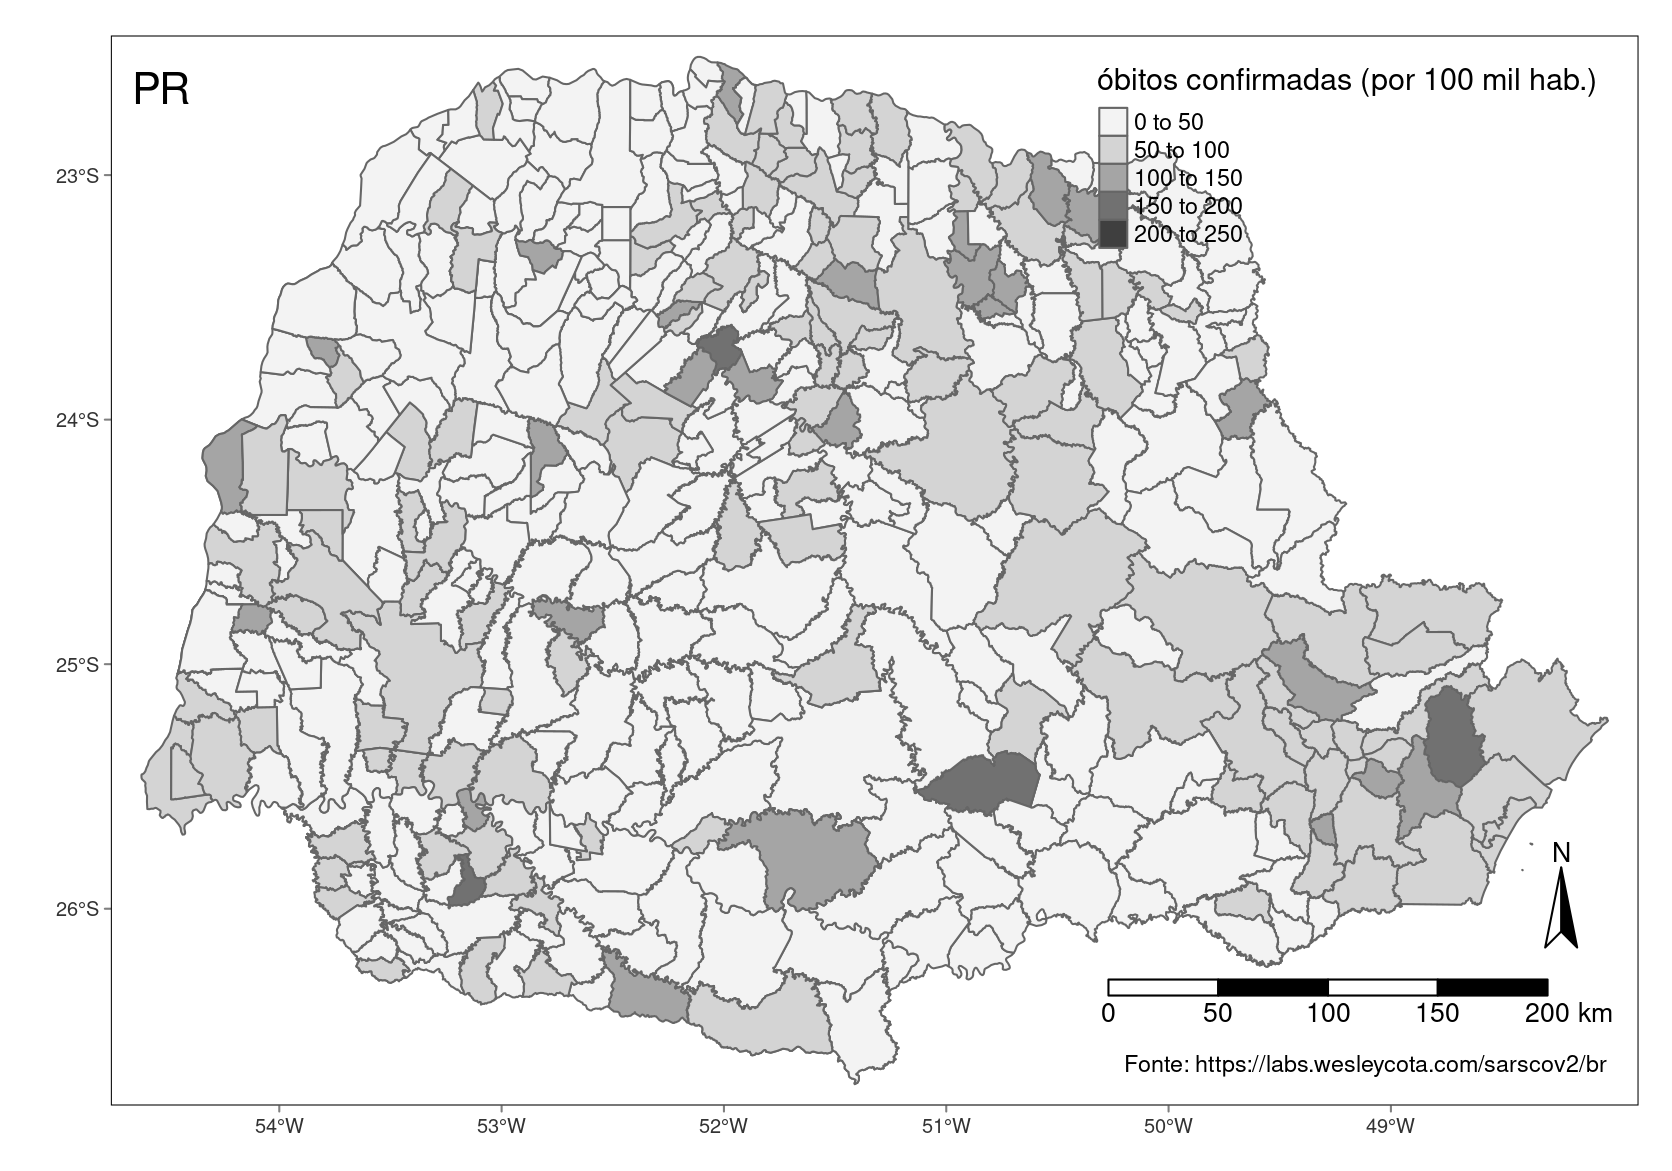 PR
óbitos confirmadas (por 100 mil hab.)
0 to 50
50 to 100
100 to 150
150 to 200
200 to 250
23°S
24°S
25°S
26°S
N
0 50 100 150 200 km
Fonte: https://labs.wesleycota.com/sarscov2/br
54°W 53°W 52°W 51°W 50°W 49°W